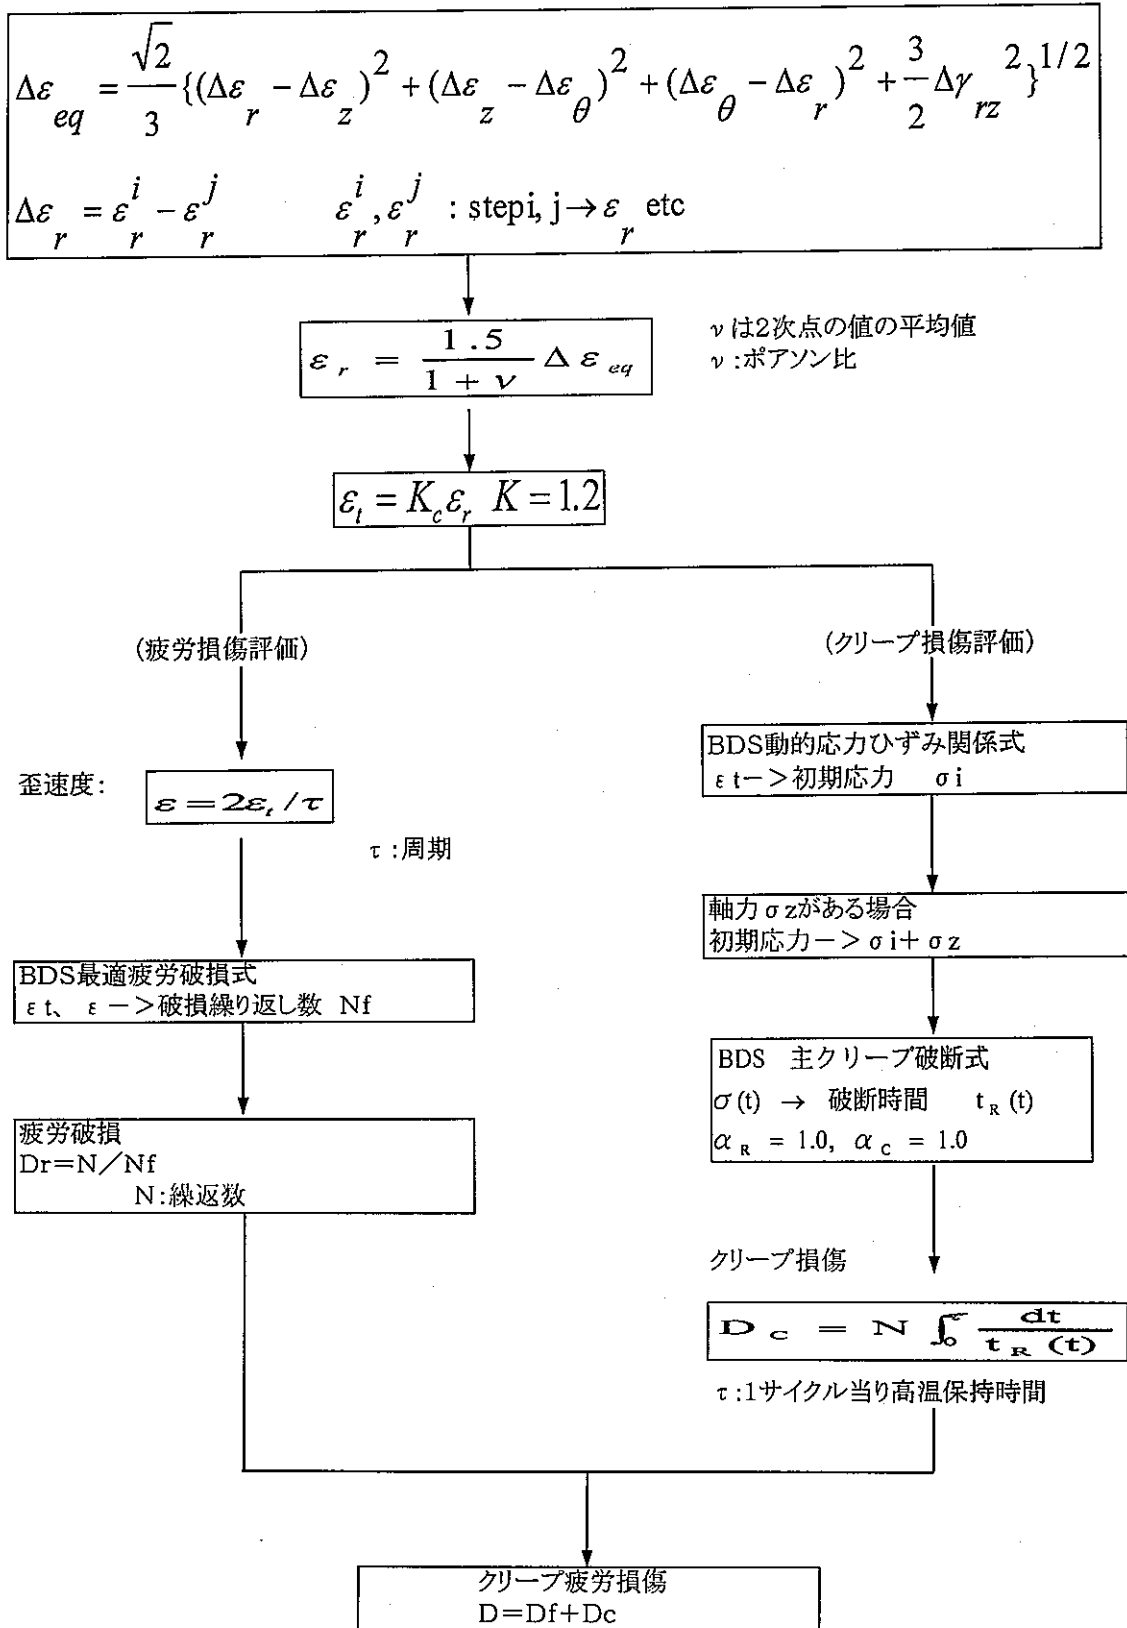 Δε_eq = √2/3 {(Δε_r − Δε_z)^2 + (Δε_z − Δε_θ)^2 + (Δε_θ − Δε_r)^2 + 3/2 Δγ_rz^2}^1/2
Δε_r = ε_r^i − ε_r^j  ε_r^i, ε_r^j : stepi, j→ε_r etc
ε_r = 1.5/(1+ν) Δε_eq
νは2次点の値の平均値
ν:ポアソン比
ε_t = K_c ε_r K = 1.2
(疲労損傷評価)
歪速度:
ε=2ε_t/τ
τ:周期
BDS最適疲労破損式
εt、ε−>破損繰り返し数 Nf
疲労破損
Dr=N/Nf
N:繰返数
(クリープ損傷評価)
BDS動的応力ひずみ関係式
εt−>初期応力 σi
軸力σzがある場合
初期応力−>σi+σz
BDS 主クリープ破断式
σ(t) → 破断時間 t_R(t)
α_R = 1.0, α_C = 1.0
クリープ損傷
D_C = N ∫_0^τ dt/t_R(t)
τ:1サイクル当り高温保持時間
クリープ疲労損傷
D=Df+Dc